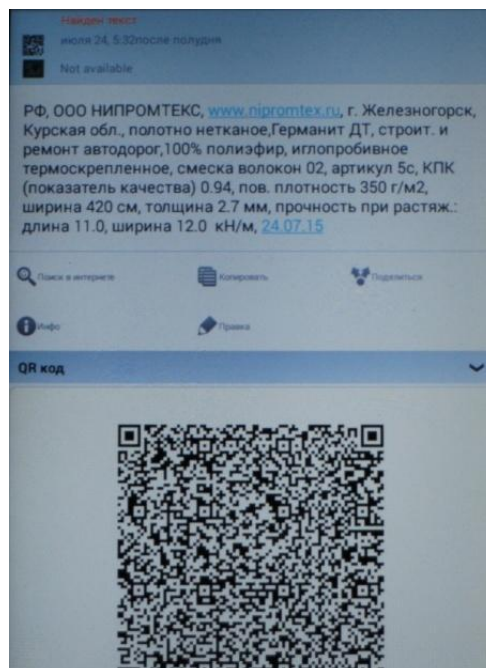 Найден текст
июля 24, 5:32после полудня
Not available
РФ, ООО НИПРОМТЕКС, www.nipromtex.ru, г. Железногорск,
Курская обл., полотно нетканое,Германит ДТ, строит. и
ремонт автодорог,100% полиэфир, иглопробивное
термоскрепленное, смеска волокон 02, артикул 5с, КПК
(показатель качества) 0.94, пов. плотность 350 г/м2,
ширина 420 см, толщина 2.7 мм, прочность при растяж.:
длина 11.0, ширина 12.0 кН/м, 24.07.15
Поиск в интернете
Копировать
Поделиться
Инфо
Правка
QR код